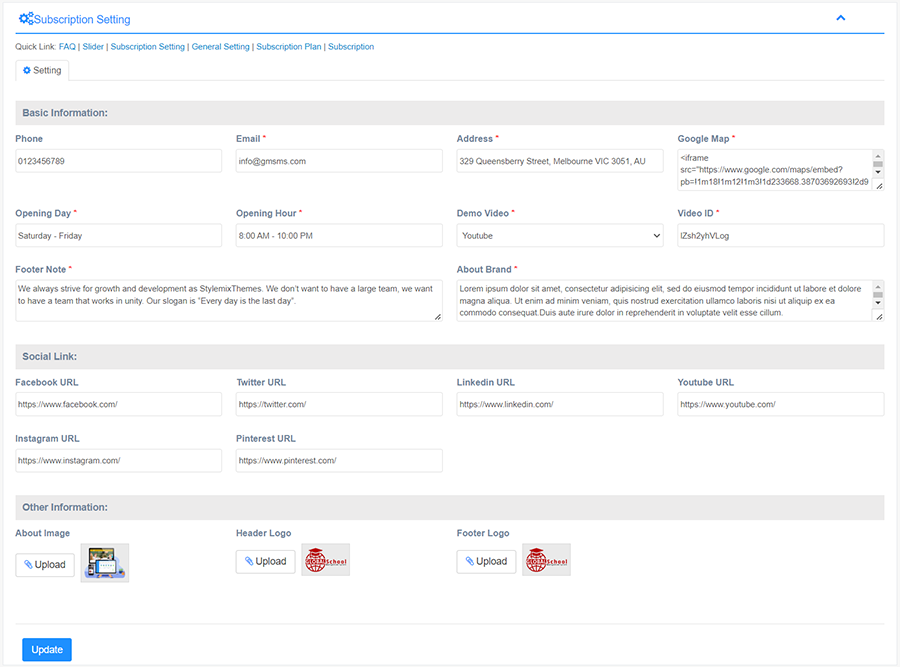 Subscription Setting
Quick Link: FAQ | Slider | Subscription Setting | General Setting | Subscription Plan | Subscription
Setting
Basic Information:
Phone
Email *
Address *
Google Map *
0123456789
info@gmsms.com
329 Queensberry Street, Melbourne VIC 3051, AU
<iframe
src="https://www.google.com/maps/embed?
pb=!1m18!1m12!1m3!1d233668.38703692693!2d9
Opening Day *
Opening Hour *
Demo Video *
Video ID *
Saturday - Friday
8:00 AM - 10:00 PM
Youtube
lZsh2yhVLog
Footer Note *
About Brand *
We always strive for growth and development as StylemixThemes. We don't want to have a large team, we want
to have a team that works in unity. Our slogan is "Every day is the last day".
Lorem ipsum dolor sit amet, consectetur adipisicing elit, sed do eiusmod tempor incididunt ut labore et dolore
magna aliqua. Ut enim ad minim veniam, quis nostrud exercitation ullamco laboris nisi ut aliquip ex ea
commodo consequat.Duis aute irure dolor in reprehenderit in voluptate velit esse cillum.
Social Link:
Facebook URL
Twitter URL
Linkedin URL
Youtube URL
https://www.facebook.com/
https://twitter.com/
https://www.linkedin.com/
https://www.youtube.com/
Instagram URL
Pinterest URL
https://www.instagram.com/
https://www.pinterest.com/
Other Information:
About Image
Header Logo
Footer Logo
Upload
Upload
GLOBAL School
Upload
GLOBAL School
Update